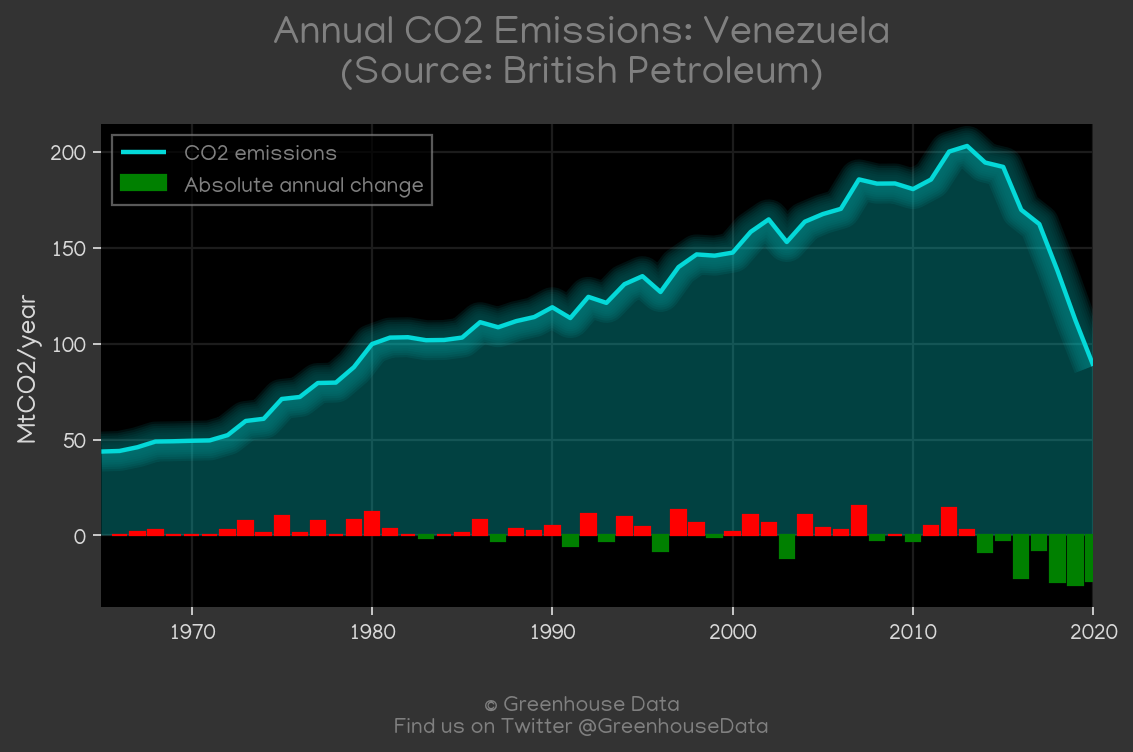 Annual CO2 Emissions: Venezuela
(Source: British Petroleum)
CO2 emissions
Absolute annual change
MtCO2/year
200
150
100
50
0
1970 1980 1990 2000 2010 2020
© Greenhouse Data
Find us on Twitter @GreenhouseData